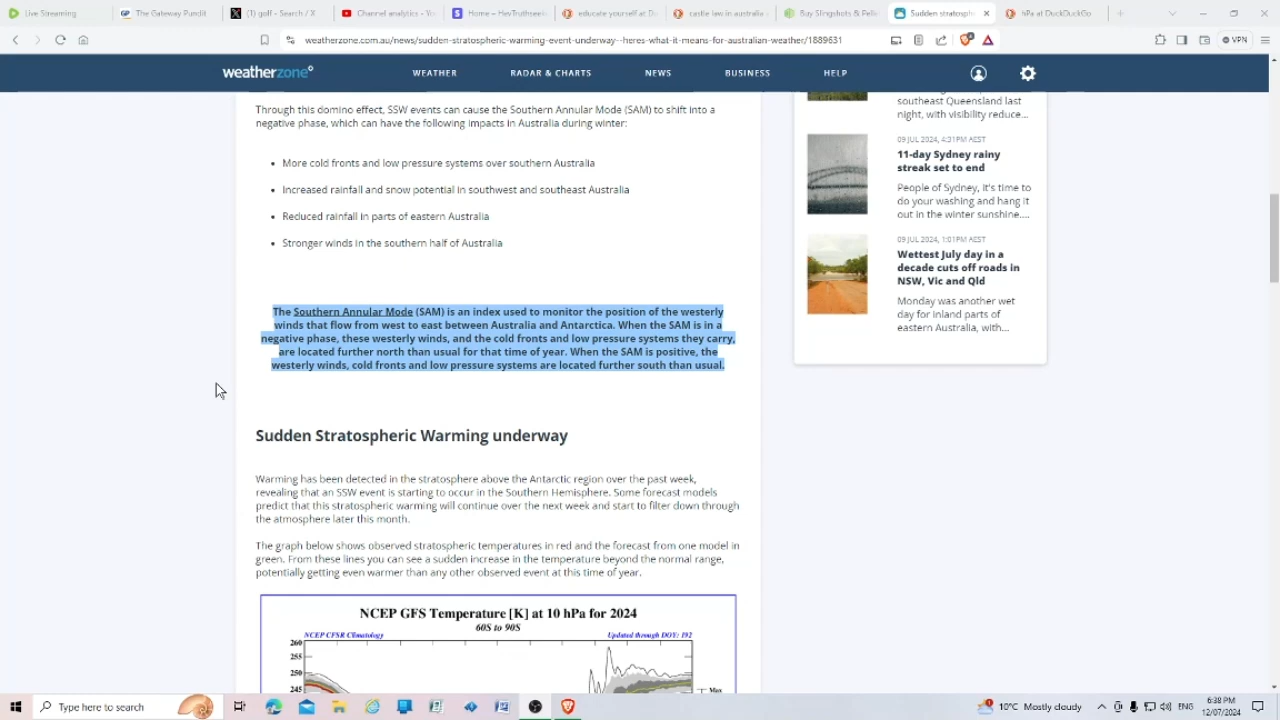 Live Streaming
The Gateway Pundit
(1) golf - Search / X
Channel analytics - Yo
Home – HevTruthseek
educate yourself at Du
castle law in australia
Buy Slingshots & Pelle
Sudden stratosph
hPa at DuckDuckGo
weatherzone.com.au/news/sudden-stratospheric-warming-event-underway--heres-what-it-means-for-australian-weather/1889631
VPN
weatherzone°
WEATHER
RADAR & CHARTS
NEWS
BUSINESS
HELP
Through this domino effect, SSW events can cause the Southern Annular Mode (SAM) to shift into a
negative phase, which can have the following impacts in Australia during winter:
• More cold fronts and low pressure systems over southern Australia
• Increased rainfall and snow potential in southwest and southeast Australia
• Reduced rainfall in parts of eastern Australia
• Stronger winds in the southern half of Australia
The Southern Annular Mode (SAM) is an index used to monitor the position of the westerly
winds that flow from west to east between Australia and Antarctica. When the SAM is in a
negative phase, these westerly winds, and the cold fronts and low pressure systems they carry,
are located further north than usual for that time of year. When the SAM is positive, the
westerly winds, cold fronts and low pressure systems are located further south than usual.
Sudden Stratospheric Warming underway
Warming has been detected in the stratosphere above the Antarctic region over the past week,
revealing that an SSW event is starting to occur in the Southern Hemisphere. Some forecast models
predict that this stratospheric warming will continue over the next week and start to filter down through
the atmosphere later this month.
The graph below shows observed stratospheric temperatures in red and the forecast from one model in
green. From these lines you can see a sudden increase in the temperature beyond the normal range,
potentially getting even warmer than any other observed event at this time of year.
NCEP GFS Temperature [K] at 10 hPa for 2024
60S to 90S
NCEP CFSR Climatology
Updated through DOY: 192
260
255
250
245
Max
southeast Queensland last
night, with visibility reduce...
09 JUL 2024, 4:31PM AEST
11-day Sydney rainy
streak set to end
People of Sydney, it's time to
do your washing and hang it
out in the winter sunshine....
09 JUL 2024, 1:01PM AEST
Wettest July day in a
decade cuts off roads in
NSW, Vic and Qld
Monday was another wet
day for inland parts of
eastern Australia, with...
Type here to search
10°C Mostly cloudy
ENG
6:38 PM
12/07/2024